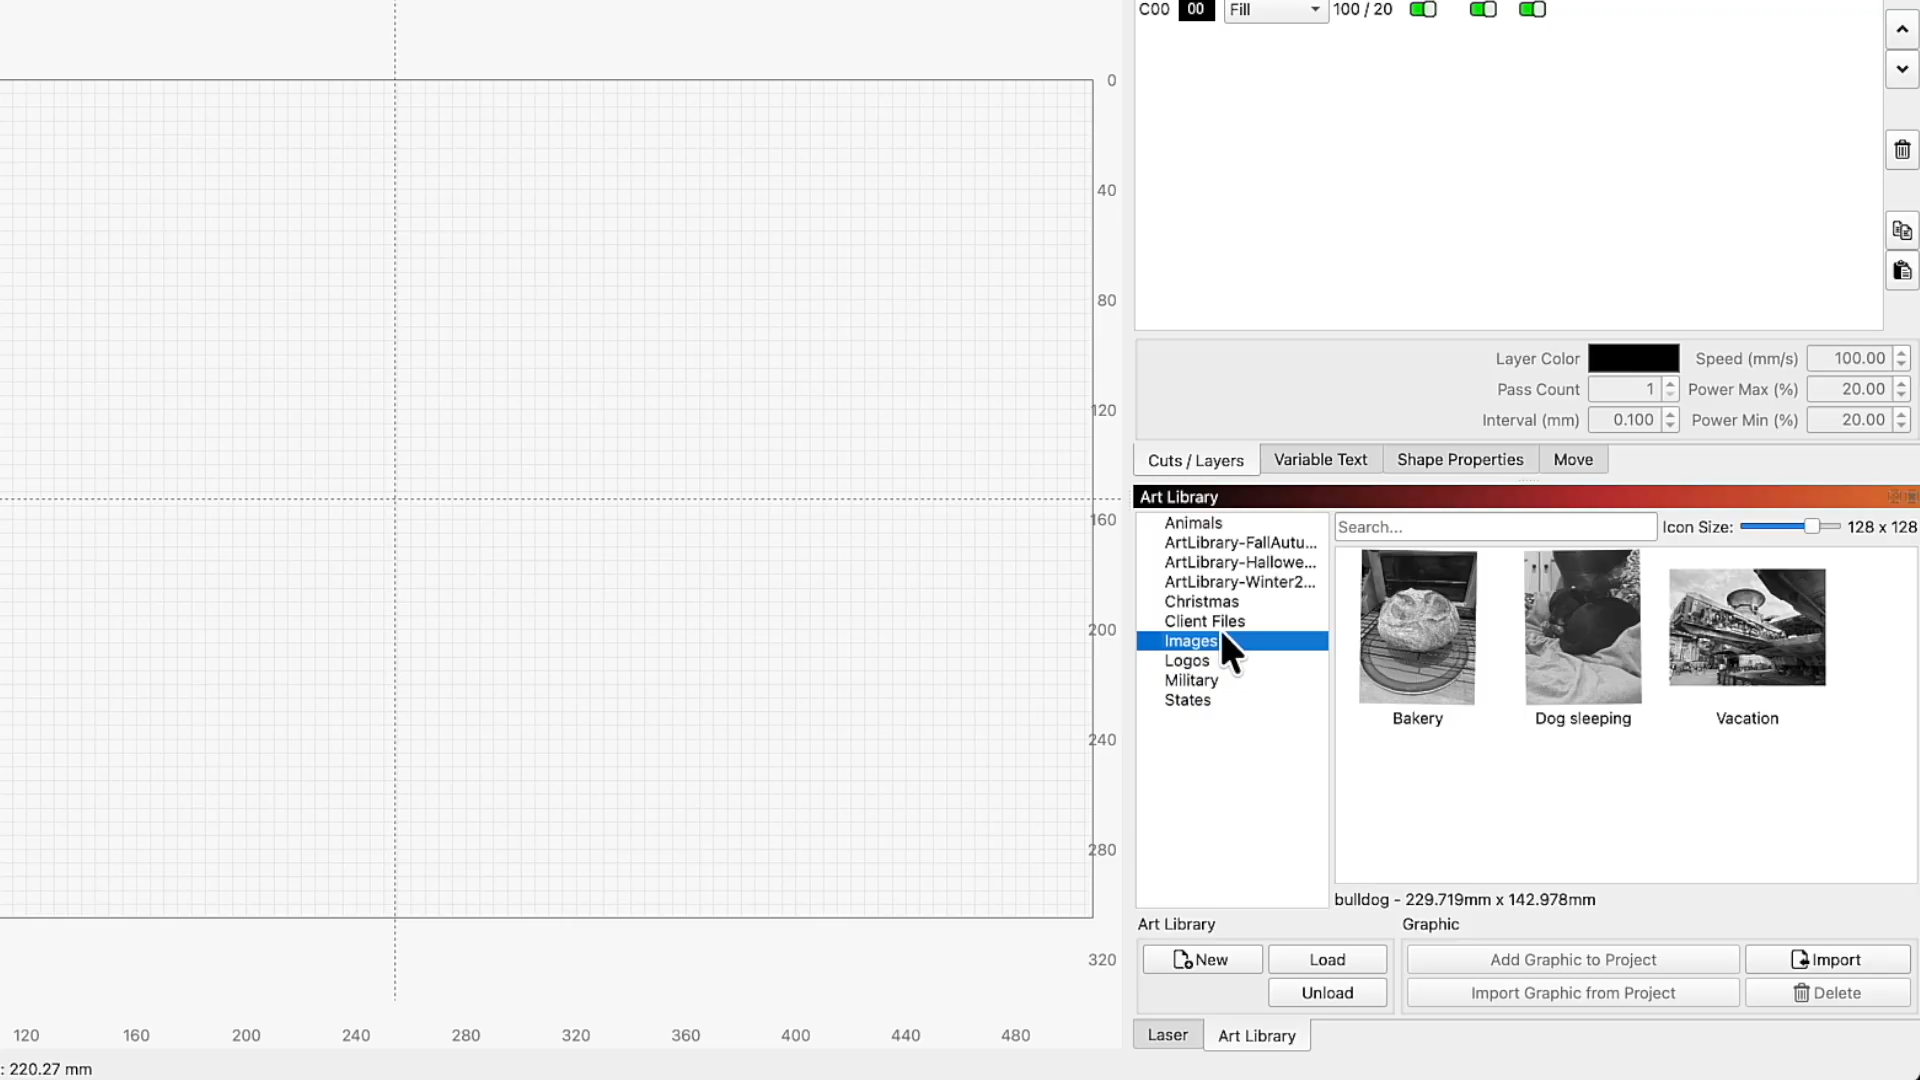 C00 00 Fill 100 / 20
0
40
80
120
160
200
240
280
320
120 160 200 240 280 320 360 400 440 480
: 220.27 mm
Layer Color Speed (mm/s) 100.00
Pass Count 1 Power Max (%) 20.00
Interval (mm) 0.100 Power Min (%) 20.00
Cuts / Layers Variable Text Shape Properties Move
Art Library
Animals
ArtLibrary-FallAutu...
ArtLibrary-Hallowe...
ArtLibrary-Winter2...
Christmas
Client Files
Images
Logos
Military
States
Search... Icon Size: 128 x 128
Bakery Dog sleeping Vacation
bulldog - 229.719mm x 142.978mm
Art Library Graphic
New Load Add Graphic to Project Import
Unload Import Graphic from Project Delete
Laser Art Library